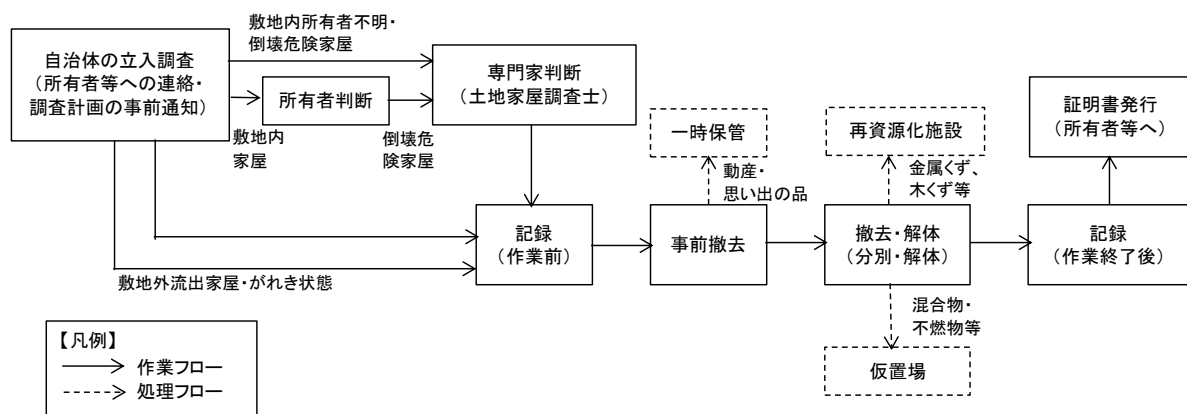 敷地内所有者不明・
倒壊危険家屋
自治体の立入調査
（所有者等への連絡・
調査計画の事前通知）
所有者判断
専門家判断
（土地家屋調査士）
敷地内
家屋
倒壊危
険家屋
一時保管
再資源化施設
証明書発行
（所有者等へ）
動産・
思い出の品
金属くず、
木くず等
記録
（作業前）
事前撤去
撤去・解体
（分別・解体）
記録
（作業終了後）
敷地外流出家屋・がれき状態
混合物・
不燃物等
仮置場
【凡例】
作業フロー
処理フロー